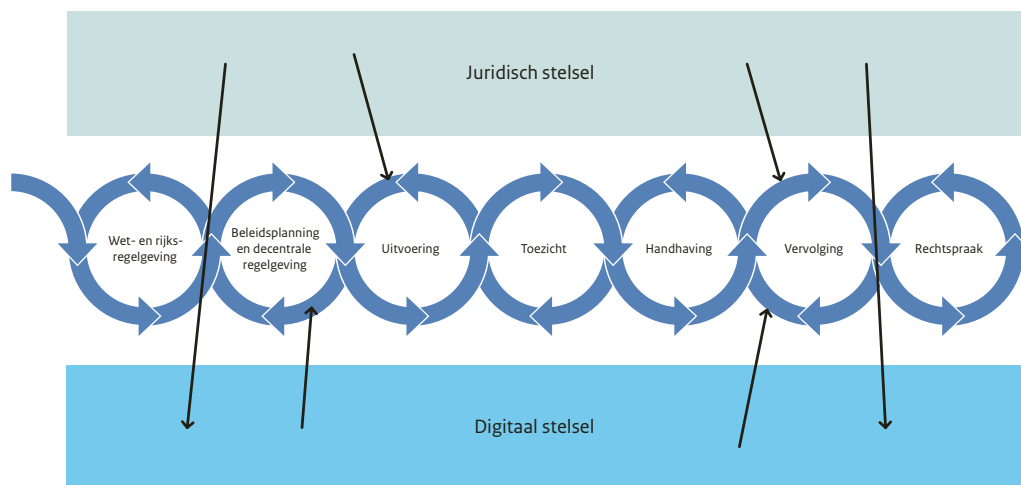 Juridisch stelsel
Wet- en rijks-
regelgeving
Beleidsplanning
en decentrale
regelgeving
Uitvoering
Toezicht
Handhaving
Vervolging
Rechtspraak
Digitaal stelsel